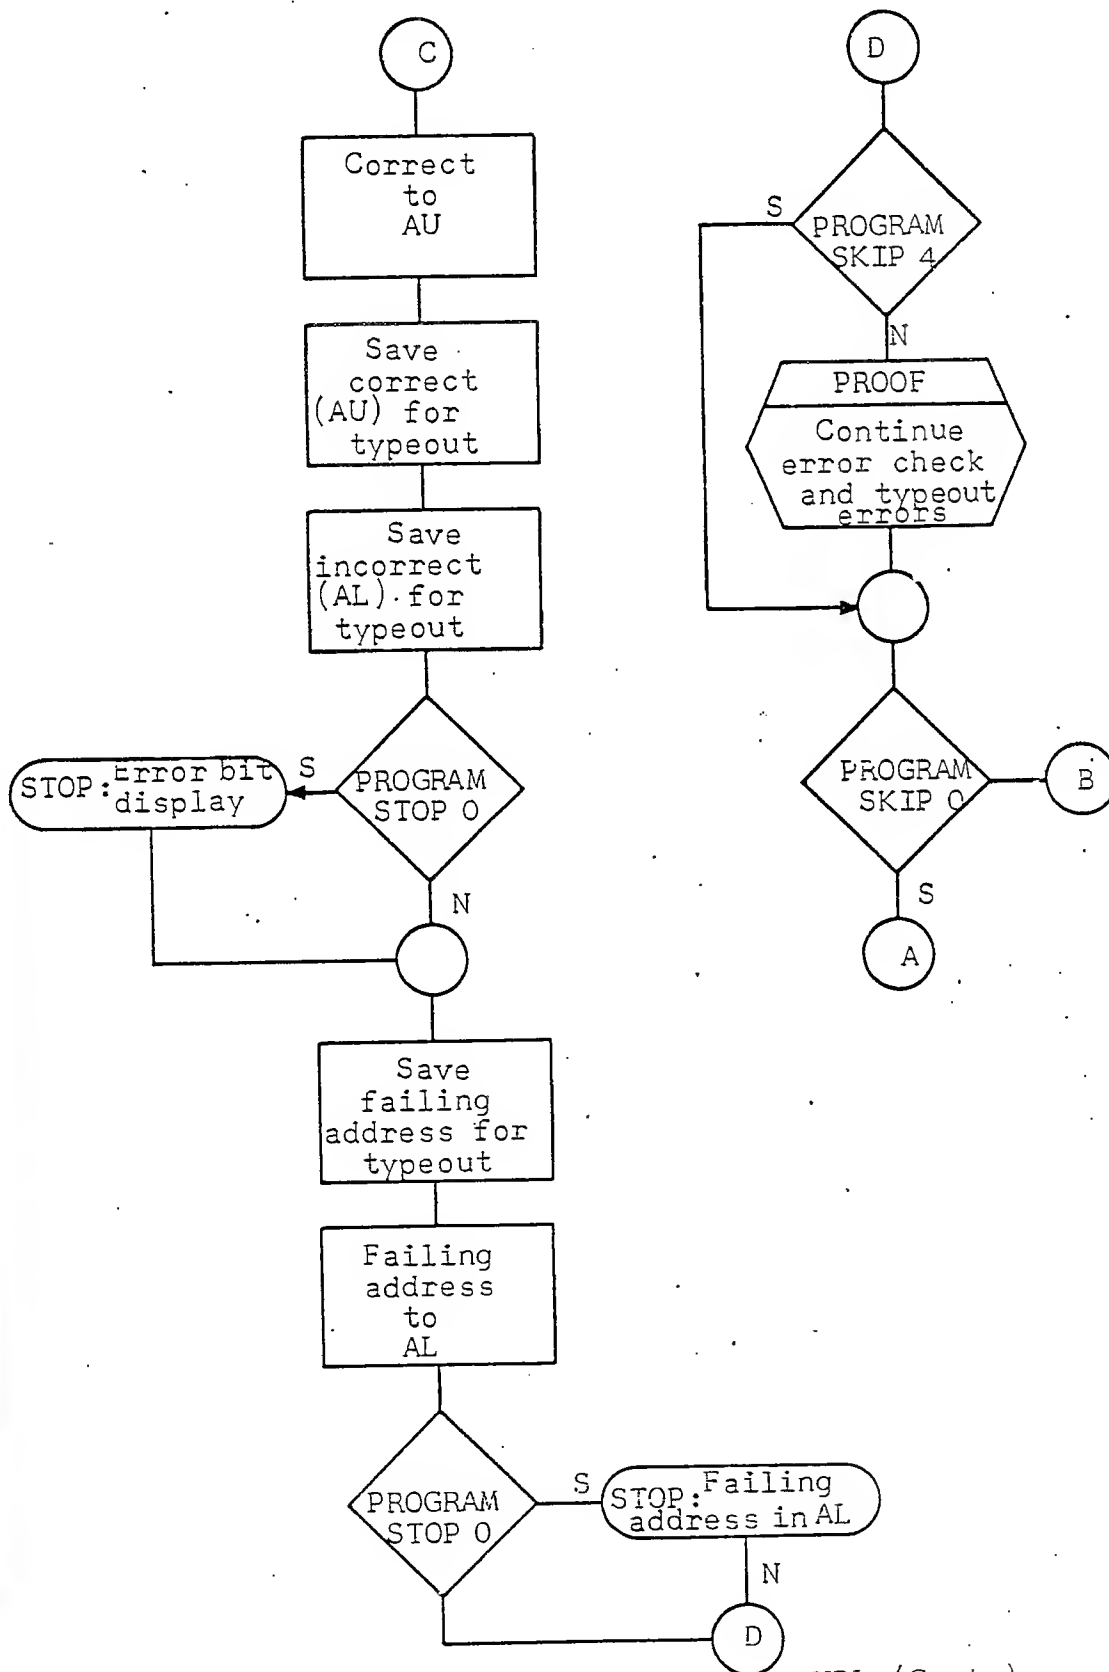 C
Correct
to
AU
Save
correct
(AU) for
typeout
Save
incorrect
(AL) for
typeout
PROGRAM
STOP 0
S
STOP: Error bit
display
N
Save
failing
address for
typeout
Failing
address
to
AL
PROGRAM
STOP 0
S
STOP: Failing
address in AL
N
D
D
PROGRAM
SKIP 4
S
N
PROOF
Continue
error check
and typeout
errors
PROGRAM
SKIP 0
B
S
A